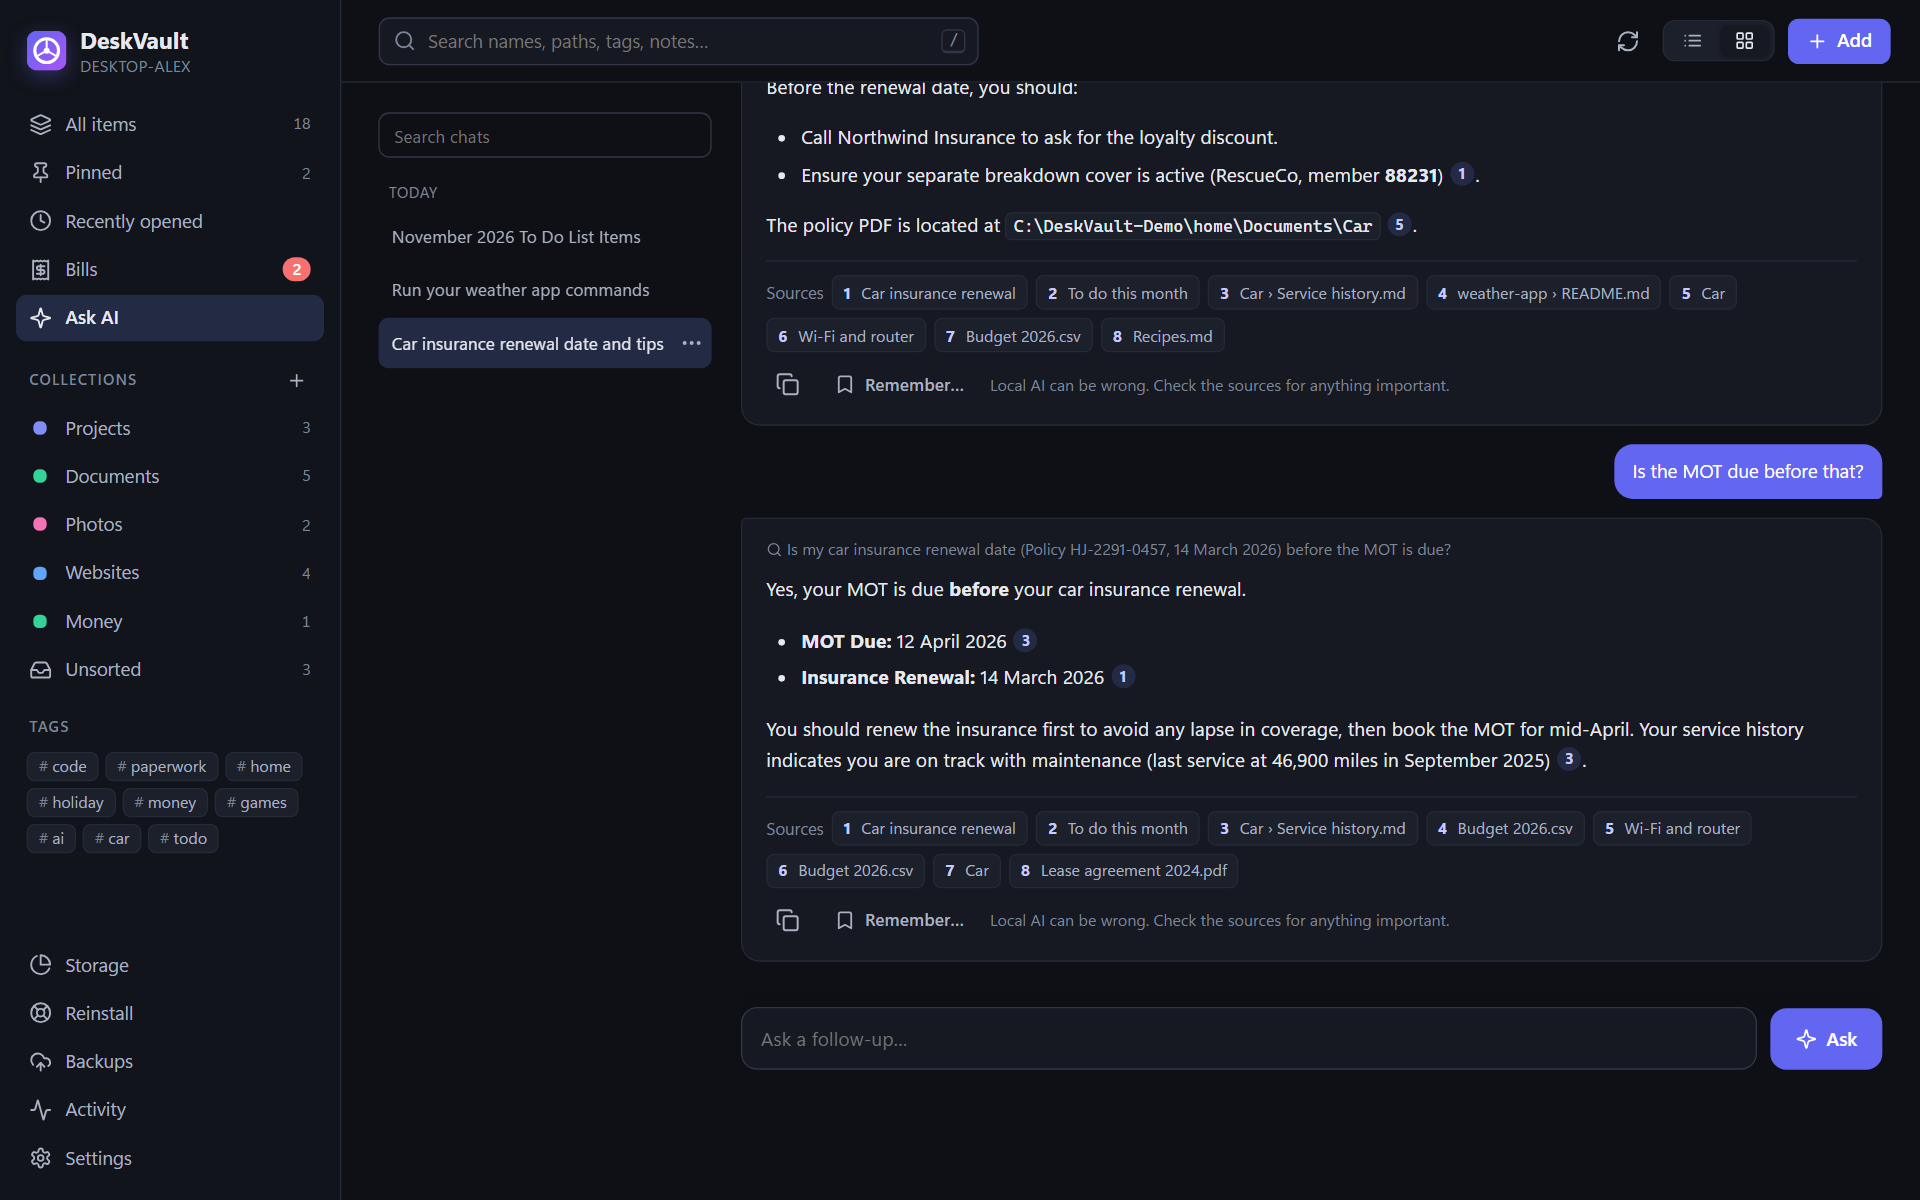 DeskVault
DESKTOP-ALEX
All items 18
Pinned 2
Recently opened
Bills 2
Ask AI
COLLECTIONS
Projects 3
Documents 5
Photos 2
Websites 4
Money 1
Unsorted 3
TAGS
# code # paperwork # home
# holiday # money # games
# ai # car # todo
Storage
Reinstall
Backups
Activity
Settings
Search names, paths, tags, notes... /
Add
Search chats
TODAY
November 2026 To Do List Items
Run your weather app commands
Car insurance renewal date and tips ...
Before the renewal date, you should:
• Call Northwind Insurance to ask for the loyalty discount.
• Ensure your separate breakdown cover is active (RescueCo, member 88231) 1 .
The policy PDF is located at C:\DeskVault-Demo\home\Documents\Car 5 .
Sources 1 Car insurance renewal 2 To do this month 3 Car › Service history.md 4 weather-app › README.md 5 Car
6 Wi-Fi and router 7 Budget 2026.csv 8 Recipes.md
Remember... Local AI can be wrong. Check the sources for anything important.
Is the MOT due before that?
Is my car insurance renewal date (Policy HJ-2291-0457, 14 March 2026) before the MOT is due?
Yes, your MOT is due before your car insurance renewal.
• MOT Due: 12 April 2026 3
• Insurance Renewal: 14 March 2026 1
You should renew the insurance first to avoid any lapse in coverage, then book the MOT for mid-April. Your service history
indicates you are on track with maintenance (last service at 46,900 miles in September 2025) 3 .
Sources 1 Car insurance renewal 2 To do this month 3 Car › Service history.md 4 Budget 2026.csv 5 Wi-Fi and router
6 Budget 2026.csv 7 Car 8 Lease agreement 2024.pdf
Remember... Local AI can be wrong. Check the sources for anything important.
Ask a follow-up...
Ask